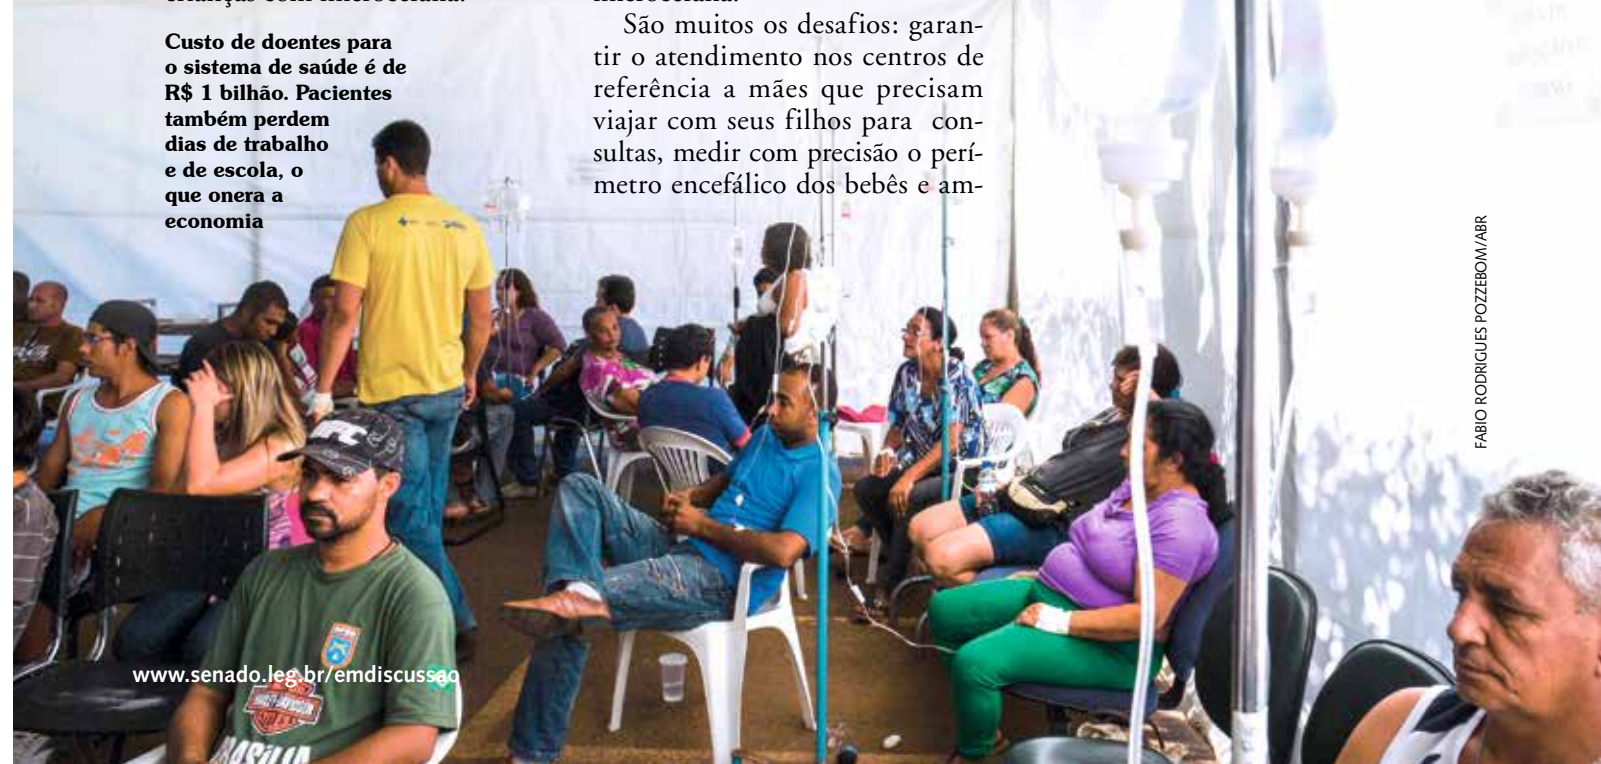 Custo de doentes para
o sistema de saúde é de
R$ 1 bilhão. Pacientes
também perdem
dias de trabalho
e de escola, o
que onera a
economia
São muitos os desafios: garan-
tir o atendimento nos centros de
referência a mães que precisam
viajar com seus filhos para con-
sultas, medir com precisão o perí-
metro encefálico dos bebês e am-
FABIO RODRIGUES POZZEBOM/ABR
www.senado.leg.br/emdiscussao
HARLEY-DAVIDSON
BRASÍLIA